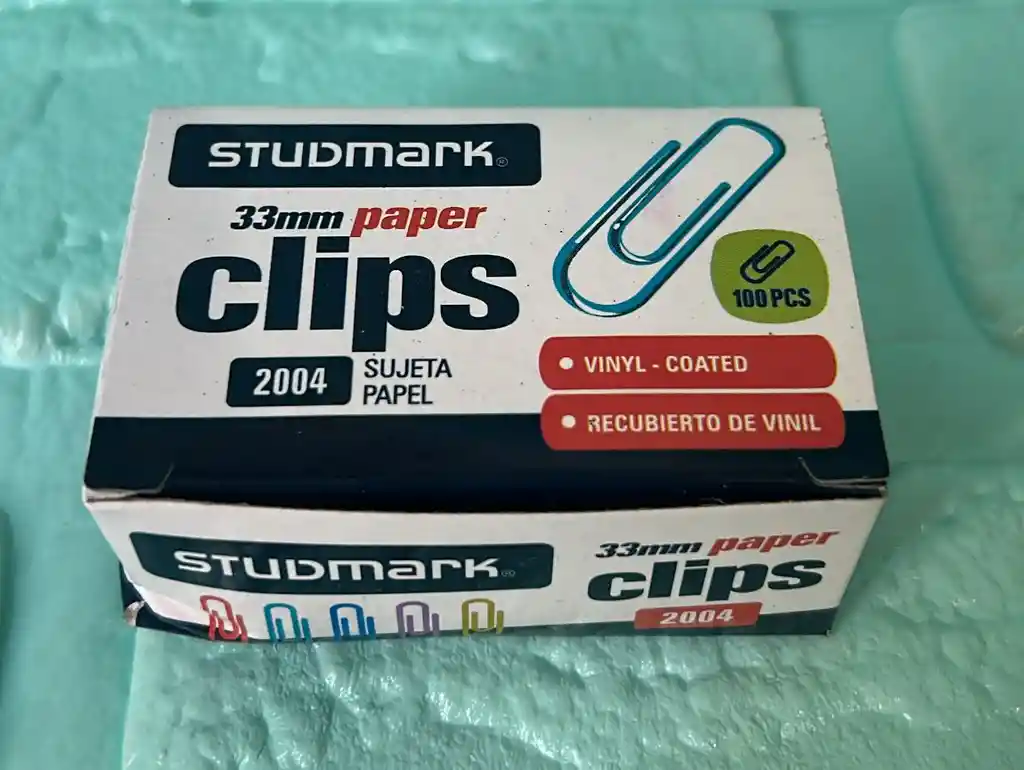 STUDMARK®
33mm paper
clips
100 PCS
2004
SUJETA
PAPEL
• VINYL - COATED
• RECUBIERTO DE VINIL
STUDMARK®
33mm paper
clips
2004